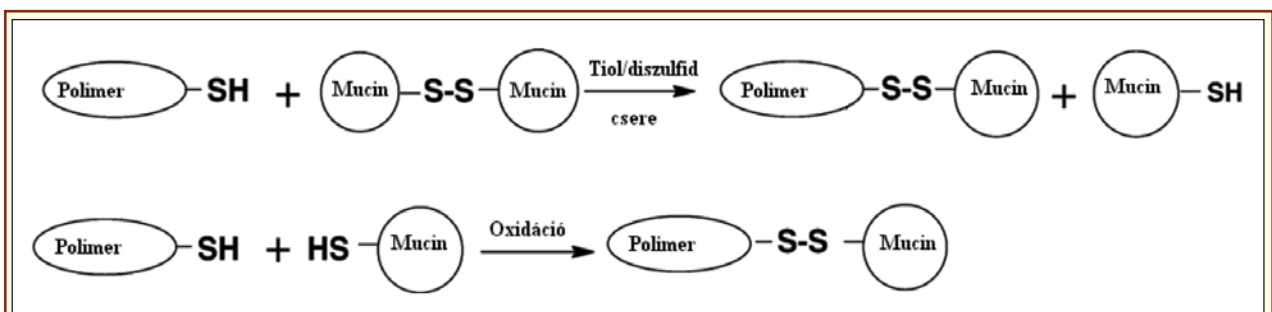 Polimer SH + Mucin S-S Mucin Tiol/diszulfid csere Polimer S-S Mucin + Mucin SH
Polimer SH + HS Mucin Oxidáció Polimer S-S Mucin